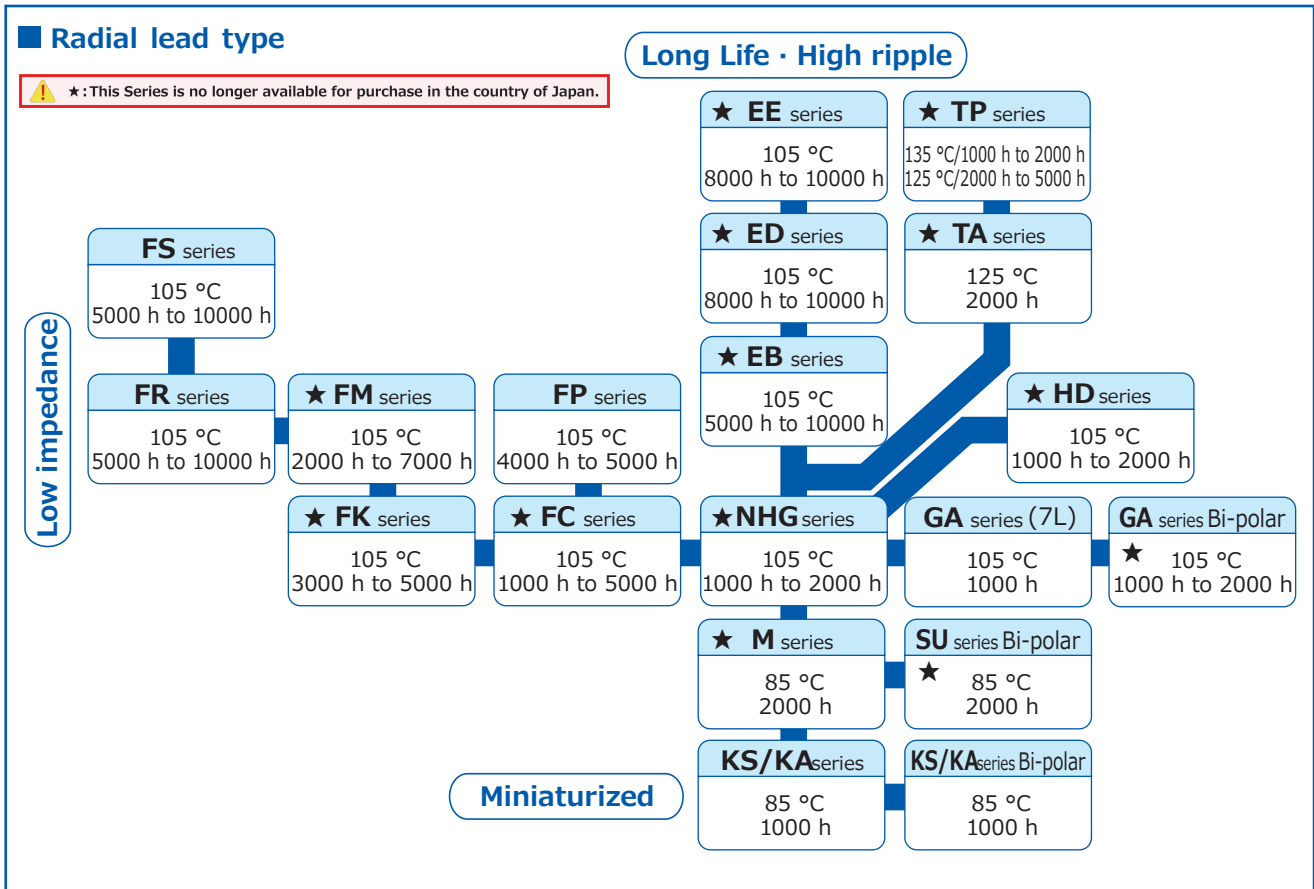 ■ Radial lead type
★:This Series is no longer available for purchase in the country of Japan.
Long Life・High ripple
★ EE series
105 °C
8000 h to 10000 h
★ TP series
135 ℃/1000 h to 2000 h
125 ℃/2000 h to 5000 h
★ ED series
105 °C
8000 h to 10000 h
★ TA series
125 °C
2000 h
Low impedance
FS series
105 °C
5000 h to 10000 h
★ EB series
105 °C
5000 h to 10000 h
FR series
105 °C
5000 h to 10000 h
★ FM series
105 °C
2000 h to 7000 h
FP series
105 °C
4000 h to 5000 h
★ HD series
105 °C
1000 h to 2000 h
★ FK series
105 °C
3000 h to 5000 h
★ FC series
105 °C
1000 h to 5000 h
★NHG series
105 °C
1000 h to 2000 h
GA series (7L)
105 °C
1000 h
GA series Bi-polar
★ 105 °C
1000 h to 2000 h
★ M series
85 °C
2000 h
SU series Bi-polar
★ 85 °C
2000 h
Miniaturized
KS/KAseries
85 °C
1000 h
KS/KAseries Bi-polar
85 °C
1000 h